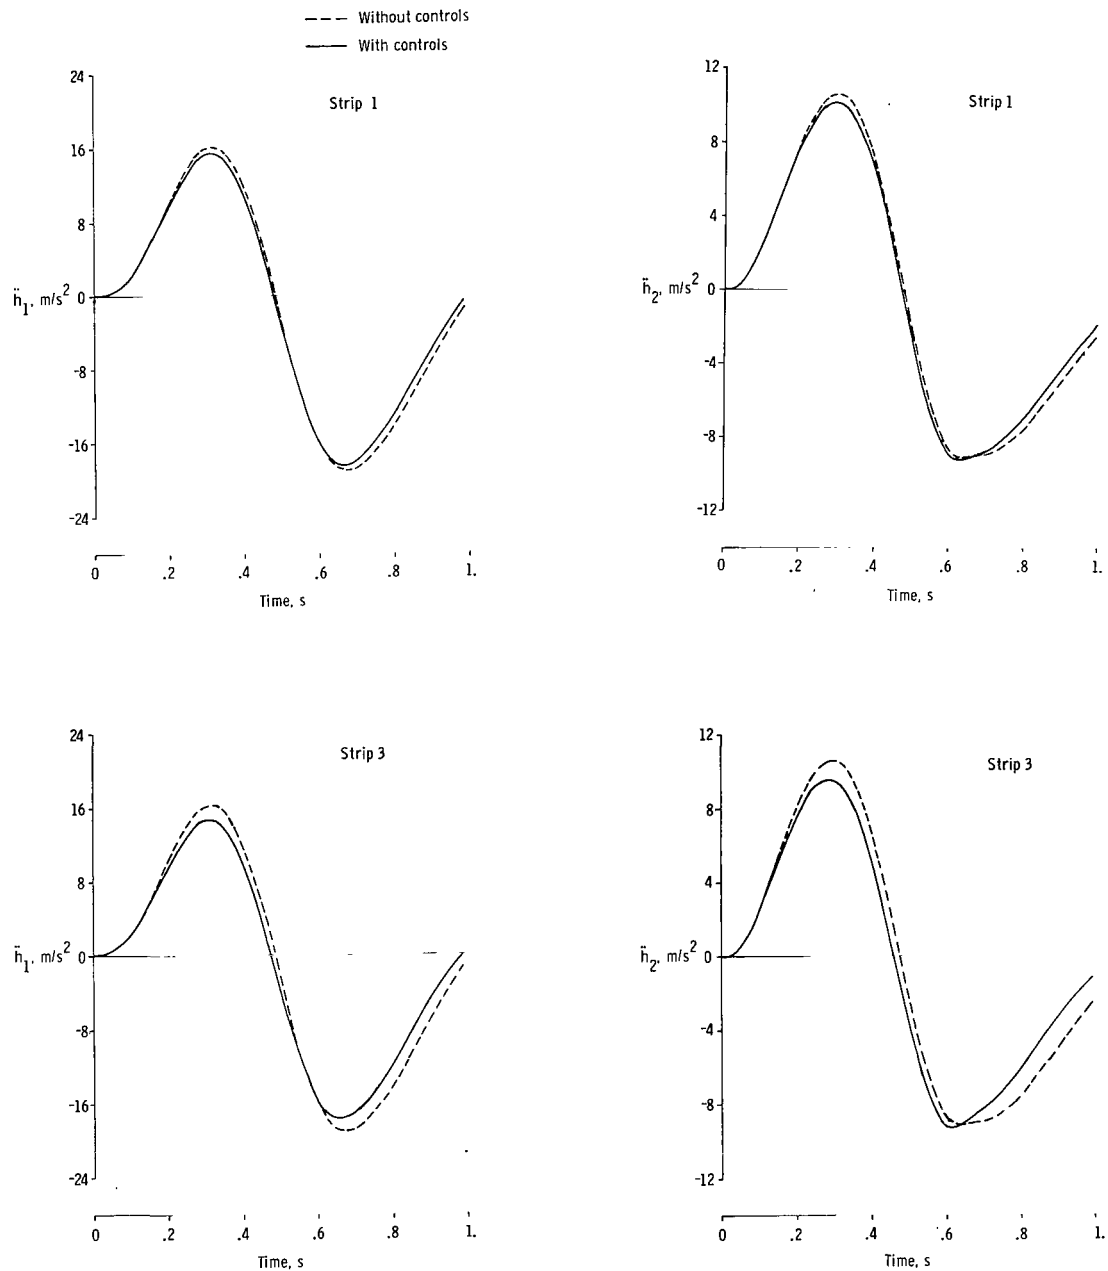 Without controls
With controls
24
16
8
ḧ1, m/s2 0
-8
-16
-24
Strip 1
0 .2 .4 .6 .8 1.
Time, s
12
8
4
ḧ2, m/s2 0
-4
-8
-12
Strip 1
0 .2 .4 .6 .8 1.
Time, s
24
16
8
ḧ1, m/s2 0
-8
-16
-24
Strip 3
0 .2 .4 .6 .8 1.
Time, s
12
8
4
ḧ2, m/s2 0
-4
-8
-12
Strip 3
0 .2 .4 .6 .8 1.
Time, s